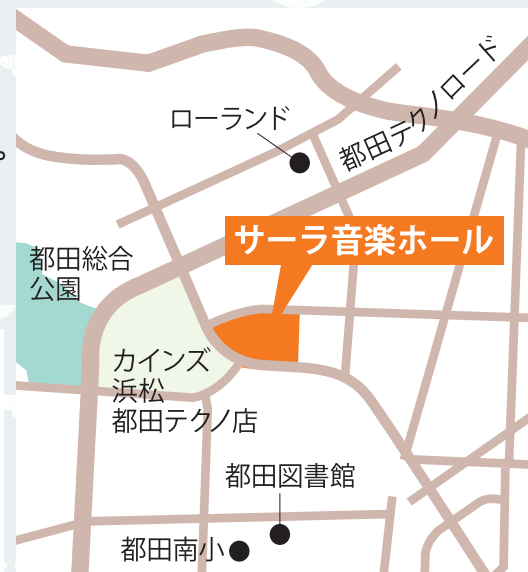 。
ローランド
都田テクノロード
サーラ音楽ホール
都田総合
公園
カインズ
浜松
都田テクノ店
都田図書館
都田南小